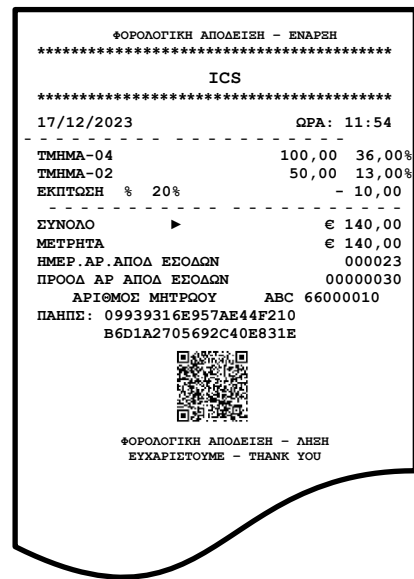 ΦΟΡΟΛΟΓΙΚΗ ΑΠΟΔΕΙΞΗ – ΕΝΑΡΞΗ
******************************************
ICS
******************************************
17/12/2023 ΩΡΑ: 11:54
ΤΜΗΜΑ-04 100,00 36,00%
ΤΜΗΜΑ-02 50,00 13,00%
ΕΚΠΤΩΣΗ % 20% - 10,00
ΣΥΝΟΛΟ ► € 140,00
ΜΕΤΡΗΤΑ € 140,00
ΗΜΕΡ.ΑΡ.ΑΠΟΔ ΕΣΟΔΩΝ 000023
ΠΡΟΟΔ ΑΡ ΑΠΟΔ ΕΣΟΔΩΝ 00000030
ΑΡΙΘΜΟΣ ΜΗΤΡΩΟΥ ABC 66000010
ΠΑΗΠΣ: 09939316E957AE44F210
B6D1A2705692C40E831E
ΦΟΡΟΛΟΓΙΚΗ ΑΠΟΔΕΙΞΗ – ΛΗΞΗ
ΕΥΧΑΡΙΣΤΟΥΜΕ – THANK YOU